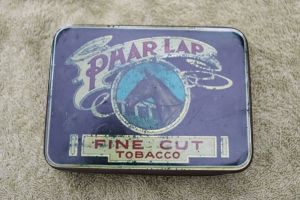 PHAR LAP
FINE CUT
TOBACCO